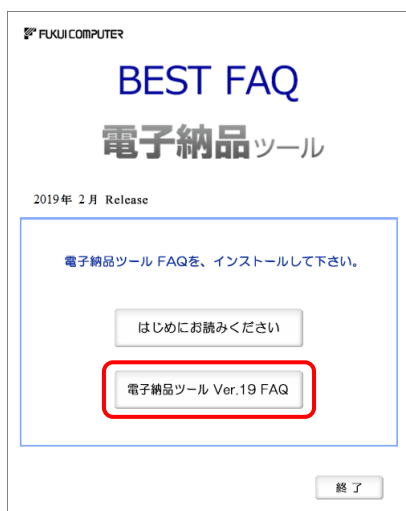 FUKUI COMPUTER
BEST FAQ
電子納品ツール
2019年 2月 Release
電子納品ツール FAQを、インストールして下さい。
はじめにお読みください
電子納品ツール Ver.19 FAQ
終了